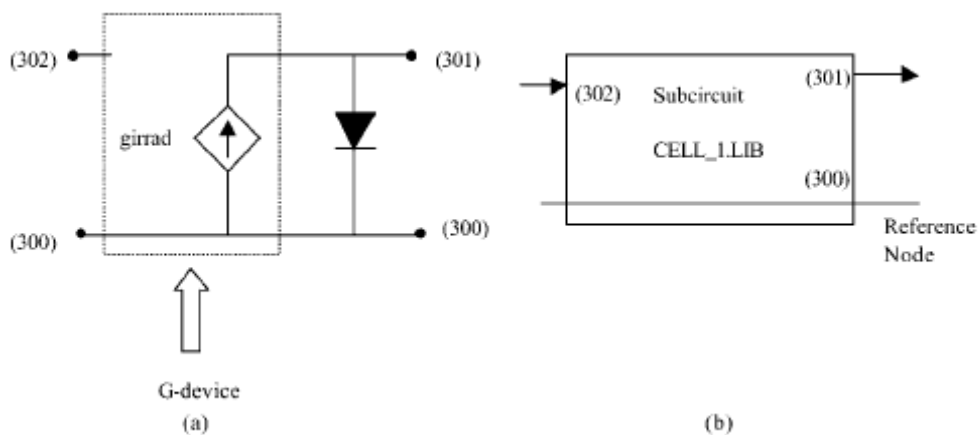 (302)
(301)
girrad
(300)
(300)
G-device
(a)
(302)
Subcircuit
(301)
CELL_1.LIB
(300)
Reference
Node
(b)